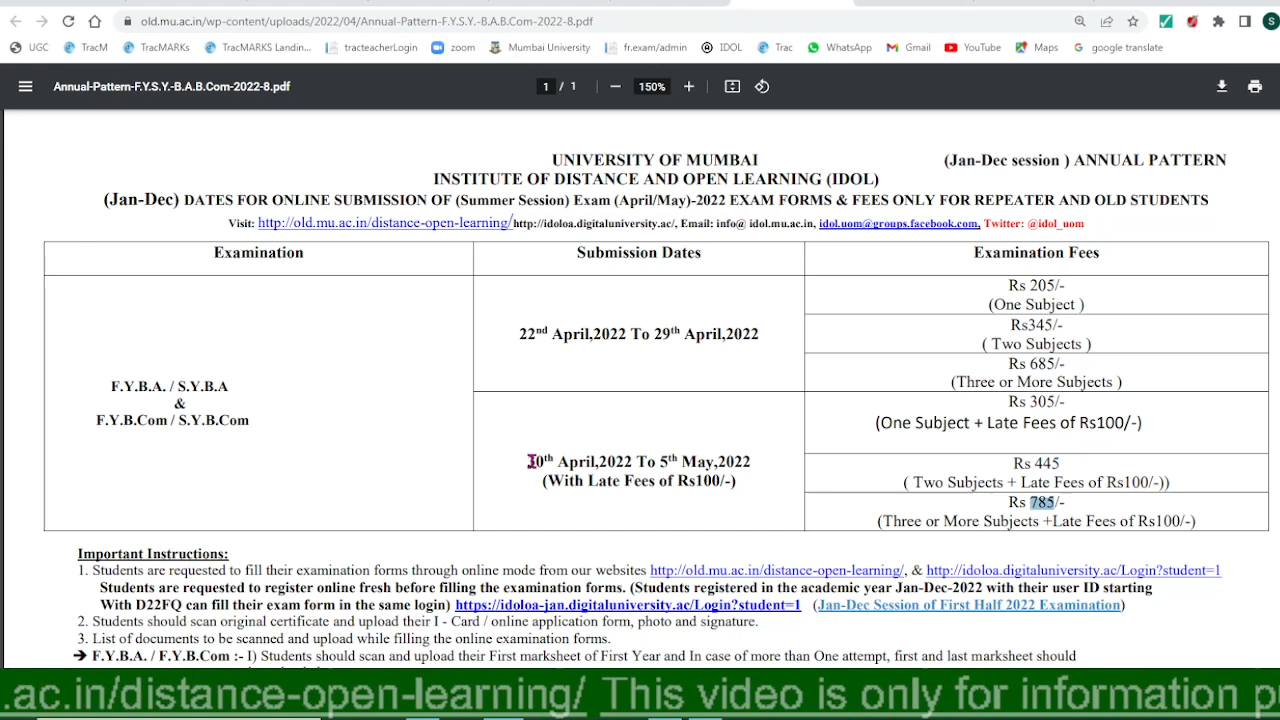 old.mu.ac.in/wp-content/uploads/2022/04/Annual-Pattern-F.Y.S.Y.-B.A.B.Com-2022-8.pdf
S
UGC TracM TracMARKs TracMARKS Landin... tracteacherLogin zoom Mumbai University fr.exam/admin IDOL Trac WhatsApp Gmail YouTube Maps google translate
Annual-Pattern-F.Y.S.Y.-B.A.B.Com-2022-8.pdf 1 / 1 150%
UNIVERSITY OF MUMBAI (Jan-Dec session ) ANNUAL PATTERN
INSTITUTE OF DISTANCE AND OPEN LEARNING (IDOL)
(Jan-Dec) DATES FOR ONLINE SUBMISSION OF (Summer Session) Exam (April/May)-2022 EXAM FORMS & FEES ONLY FOR REPEATER AND OLD STUDENTS
Visit: http://old.mu.ac.in/distance-open-learning/http://idoloa.digitaluniversity.ac/, Email: info@ idol.mu.ac.in, idol.uom@groups.facebook.com, Twitter: @idol_uom
Examination Submission Dates Examination Fees
F.Y.B.A. / S.Y.B.A
&
F.Y.B.Com / S.Y.B.Com
22nd April,2022 To 29th April,2022
Rs 205/-
(One Subject )
Rs345/-
( Two Subjects )
Rs 685/-
(Three or More Subjects )
30th April,2022 To 5th May,2022
(With Late Fees of Rs100/-)
Rs 305/-
(One Subject + Late Fees of Rs100/-)
Rs 445
( Two Subjects + Late Fees of Rs100/-))
Rs 785/-
(Three or More Subjects +Late Fees of Rs100/-)
Important Instructions:
1. Students are requested to fill their examination forms through online mode from our websites http://old.mu.ac.in/distance-open-learning/, & http://idoloa.digitaluniversity.ac/Login?student=1
Students are requested to register online fresh before filling the examination forms. (Students registered in the academic year Jan-Dec-2022 with their user ID starting
With D22FQ can fill their exam form in the same login) https://idoloa-jan.digitaluniversity.ac/Login?student=1 (Jan-Dec Session of First Half 2022 Examination)
2. Students should scan original certificate and upload their I - Card / online application form, photo and signature.
3. List of documents to be scanned and upload while filling the online examination forms.
➔ F.Y.B.A. / F.Y.B.Com :- I) Students should scan and upload their First marksheet of First Year and In case of more than One attempt, first and last marksheet should
.ac.in/distance-open-learning/ This video is only for information p